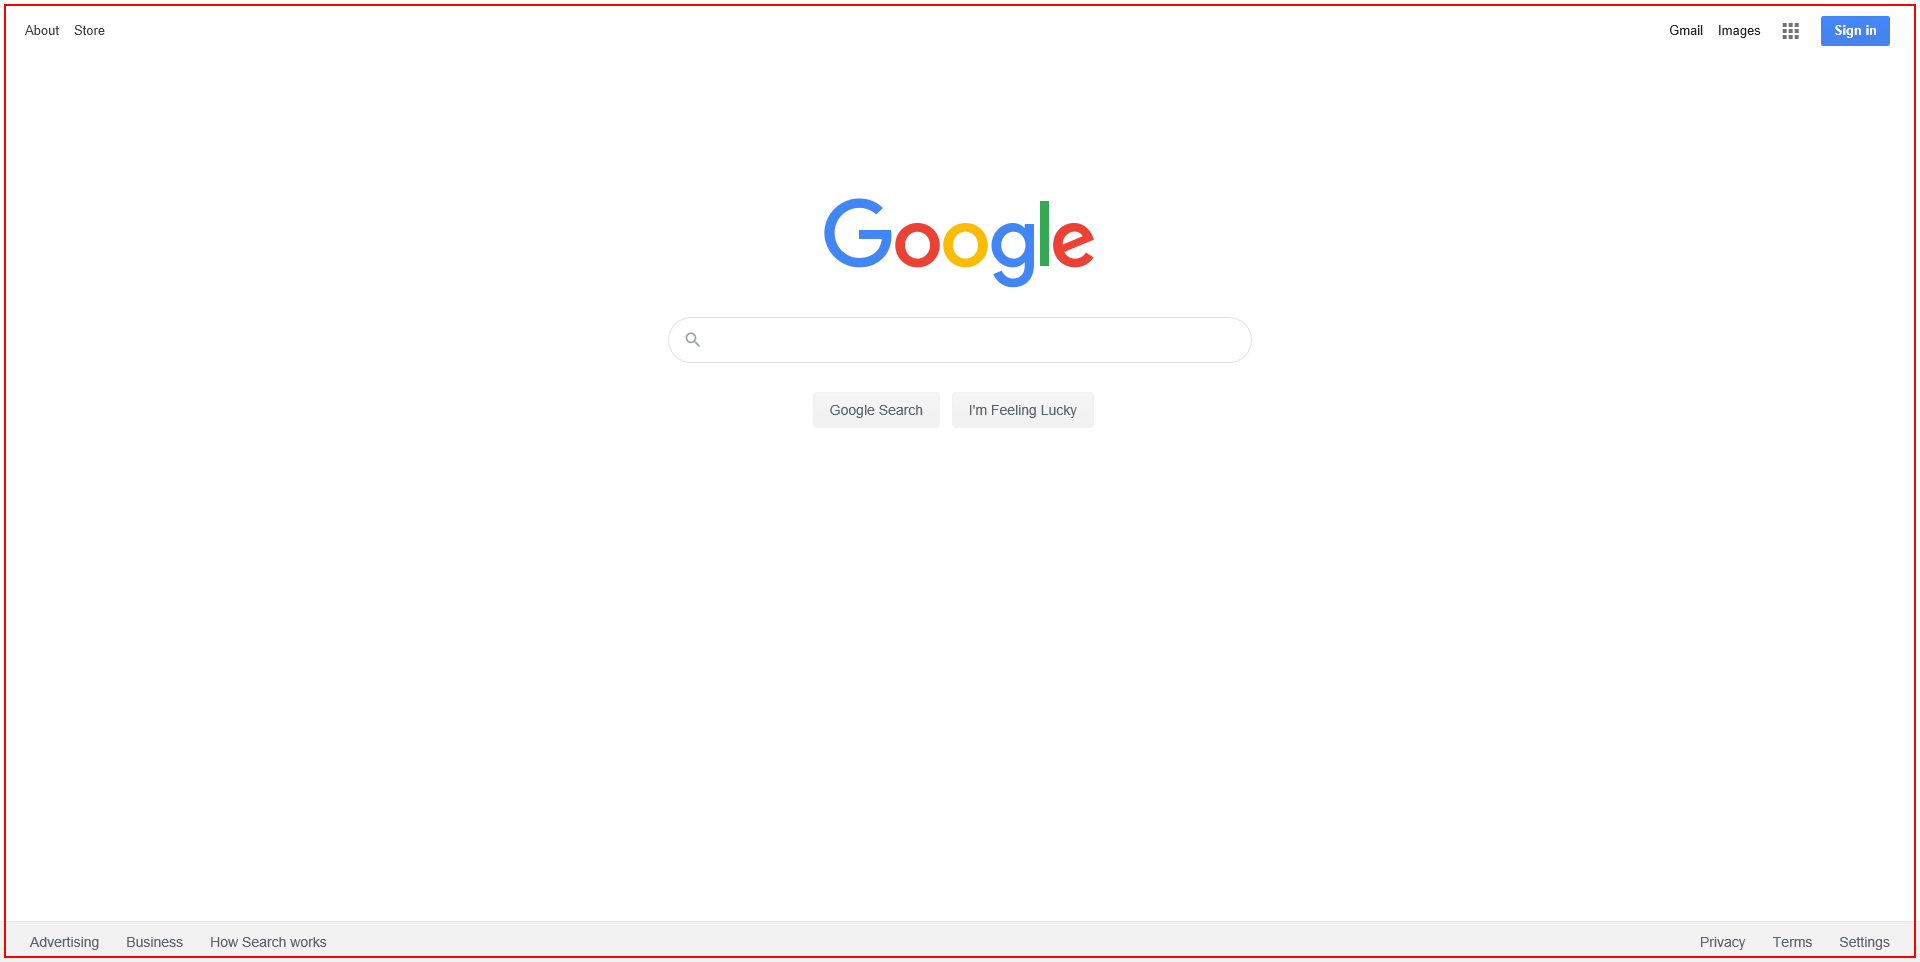 About Store Gmail Images Sign in
Google
Google Search I'm Feeling Lucky
Advertising Business How Search works Privacy Terms Settings